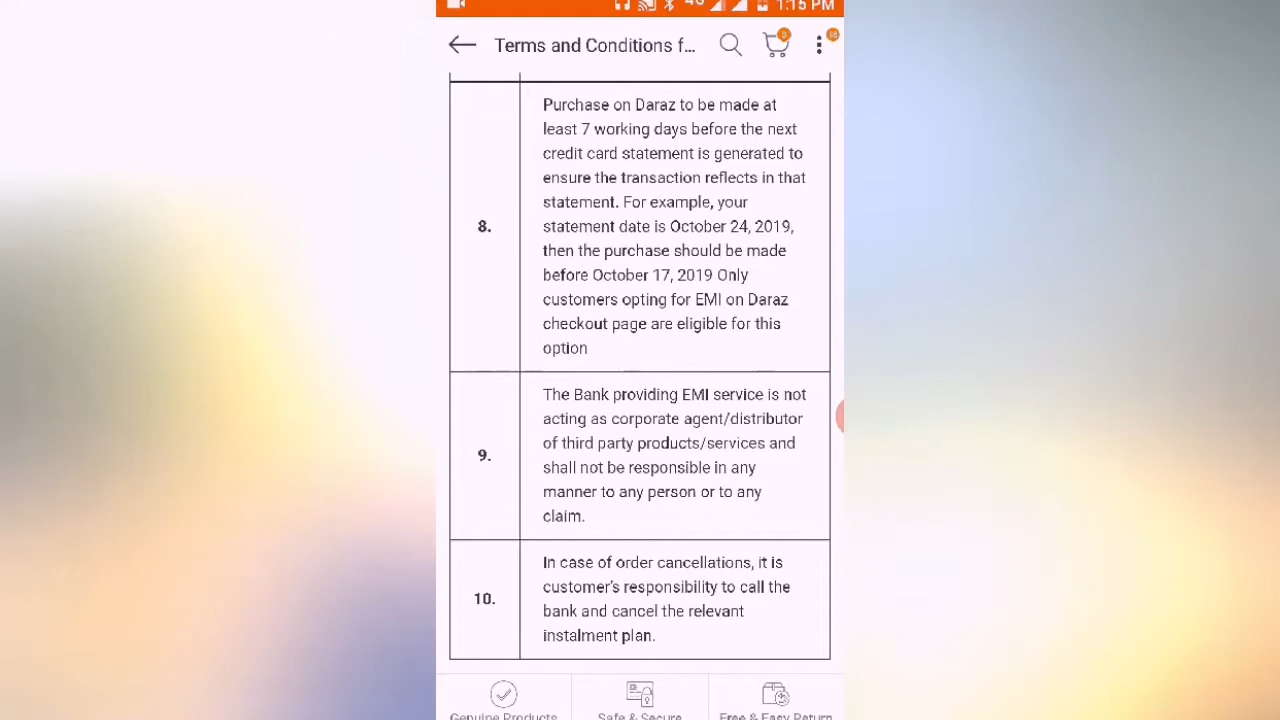 4G 1:15 PM
Terms and Conditions f...
Purchase on Daraz to be made at
least 7 working days before the next
credit card statement is generated to
ensure the transaction reflects in that
statement. For example, your
8. statement date is October 24, 2019,
then the purchase should be made
before October 17, 2019 Only
customers opting for EMI on Daraz
checkout page are eligible for this
option
The Bank providing EMI service is not
acting as corporate agent/distributor
of third party products/services and
9. shall not be responsible in any
manner to any person or to any
claim.
In case of order cancellations, it is
10. customer's responsibility to call the
bank and cancel the relevant
instalment plan.
Genuine Products Safe & Secure Free & Easy Return